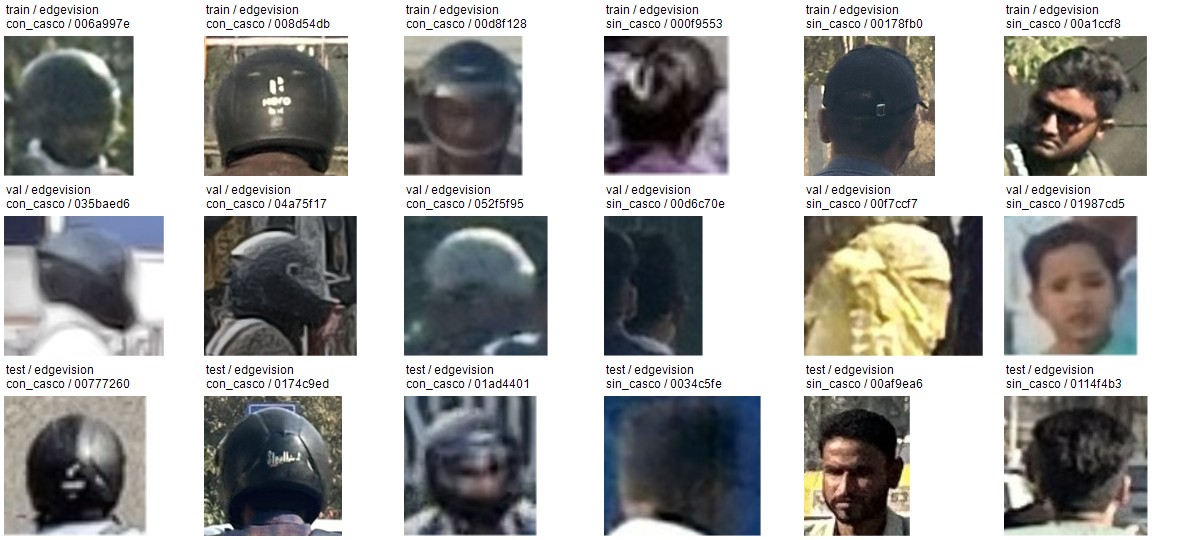 train / edgevision
con_casco / 006a997e
train / edgevision
con_casco / 008d54db
train / edgevision
con_casco / 00d8f128
train / edgevision
sin_casco / 000f9553
train / edgevision
sin_casco / 00178fb0
train / edgevision
sin_casco / 00a1ccf8
Hero
val / edgevision
con_casco / 035baed6
val / edgevision
con_casco / 04a75f17
val / edgevision
con_casco / 052f5f95
val / edgevision
sin_casco / 00d6c70e
val / edgevision
sin_casco / 00f7ccf7
val / edgevision
sin_casco / 01987cd5
test / edgevision
con_casco / 00777260
test / edgevision
con_casco / 0174c9ed
test / edgevision
con_casco / 01ad4401
test / edgevision
sin_casco / 0034c5fe
test / edgevision
sin_casco / 00af9ea6
test / edgevision
sin_casco / 0114f4b3